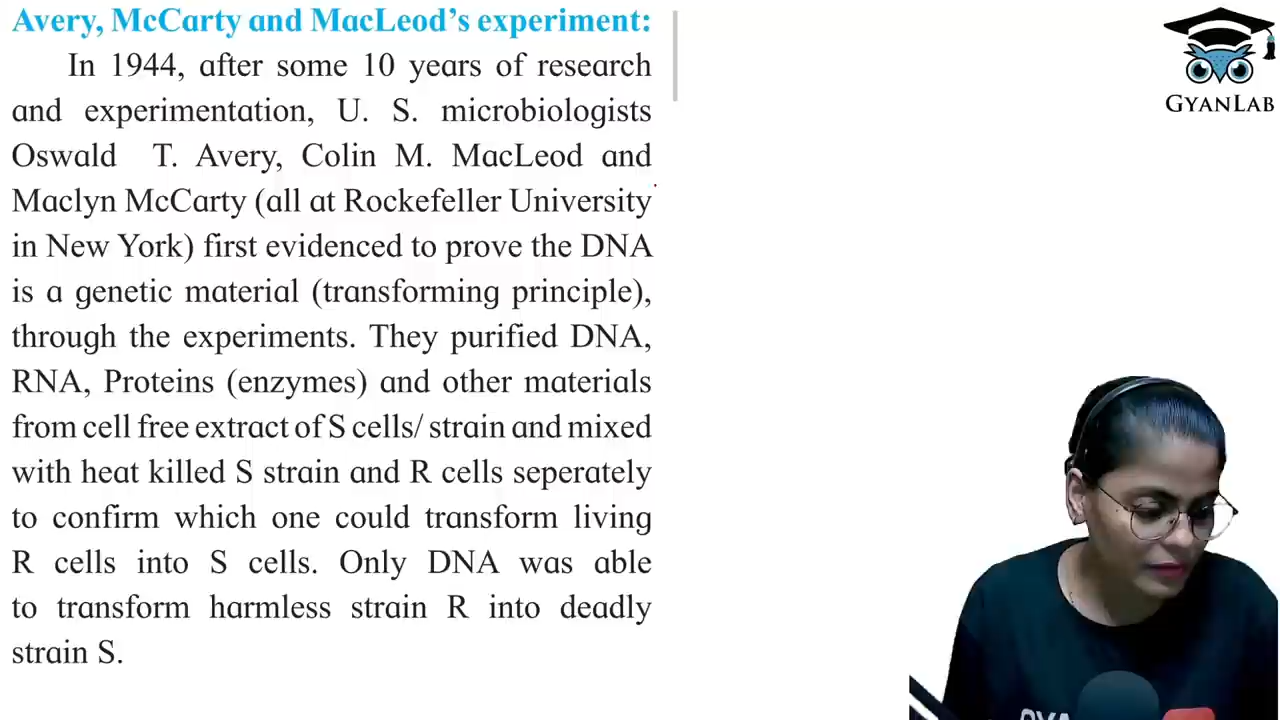 Avery, McCarty and MacLeod’s experiment:
In 1944, after some 10 years of research
and experimentation, U. S. microbiologists
Oswald T. Avery, Colin M. MacLeod and
Maclyn McCarty (all at Rockefeller University
in New York) first evidenced to prove the DNA
is a genetic material (transforming principle),
through the experiments. They purified DNA,
RNA, Proteins (enzymes) and other materials
from cell free extract of S cells/ strain and mixed
with heat killed S strain and R cells seperately
to confirm which one could transform living
R cells into S cells. Only DNA was able
to transform harmless strain R into deadly
strain S.
GYANLAB